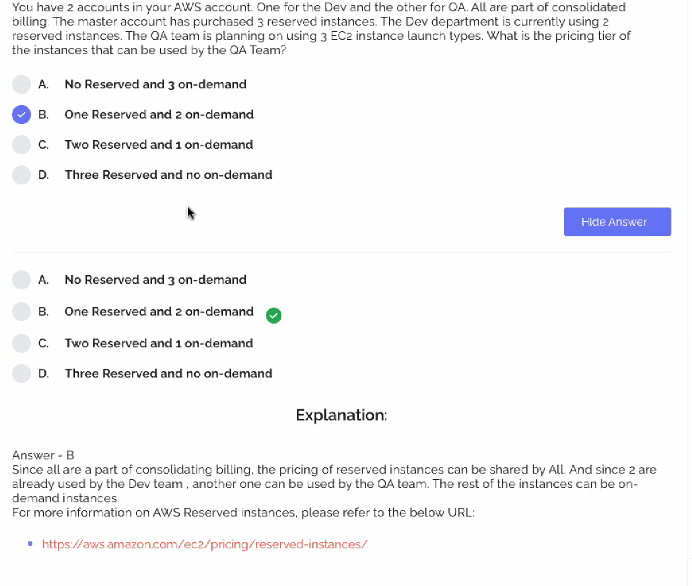 You have 2 accounts in your AWS account. One for the Dev and the other for QA. All are part of consolidated
billing. The master account has purchased 3 reserved instances. The Dev department is currently using 2
reserved instances. The QA team is planning on using 3 EC2 instance launch types. What is the pricing tier of
the instances that can be used by the QA Team?
A. No Reserved and 3 on-demand
B. One Reserved and 2 on-demand
C. Two Reserved and 1 on-demand
D. Three Reserved and no on-demand
Hide Answer
A. No Reserved and 3 on-demand
B. One Reserved and 2 on-demand
C. Two Reserved and 1 on-demand
D. Three Reserved and no on-demand
Explanation:
Answer - B
Since all are a part of consolidating billing, the pricing of reserved instances can be shared by All. And since 2 are
already used by the Dev team , another one can be used by the QA team. The rest of the instances can be on-
demand instances.
For more information on AWS Reserved instances, please refer to the below URL:
https://aws.amazon.com/ec2/pricing/reserved-instances/